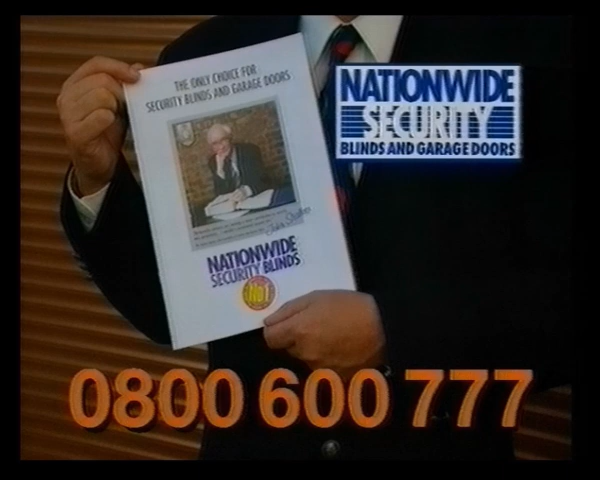 THE ONLY CHOICE FOR
SECURITY BLINDS AND GARAGE DOORS
NATIONWIDE
SECURITY BLINDS
No1
NATIONWIDE
SECURITY
BLINDS AND GARAGE DOORS
0800 600 777